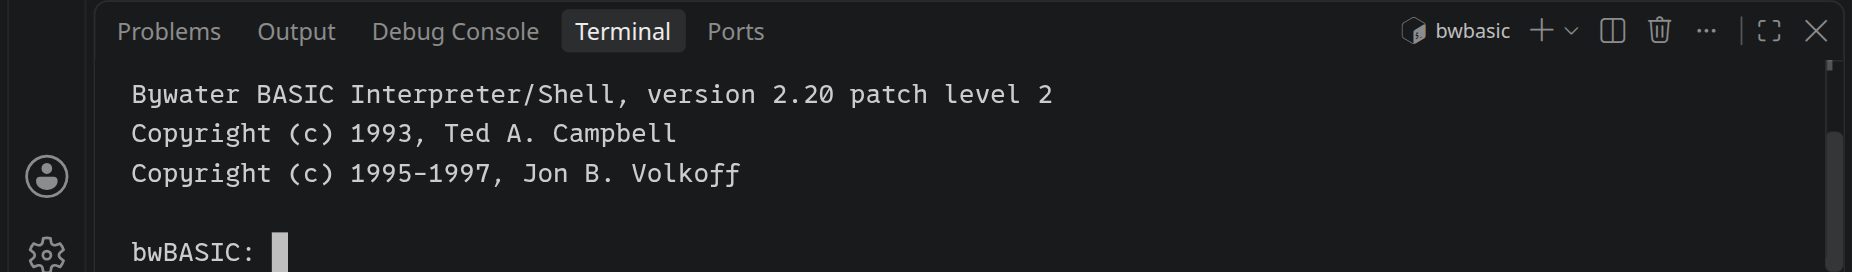 Problems Output Debug Console Terminal Ports bwbasic
Bywater BASIC Interpreter/Shell, version 2.20 patch level 2
Copyright (c) 1993, Ted A. Campbell
Copyright (c) 1995-1997, Jon B. Volkoff
bwBASIC: